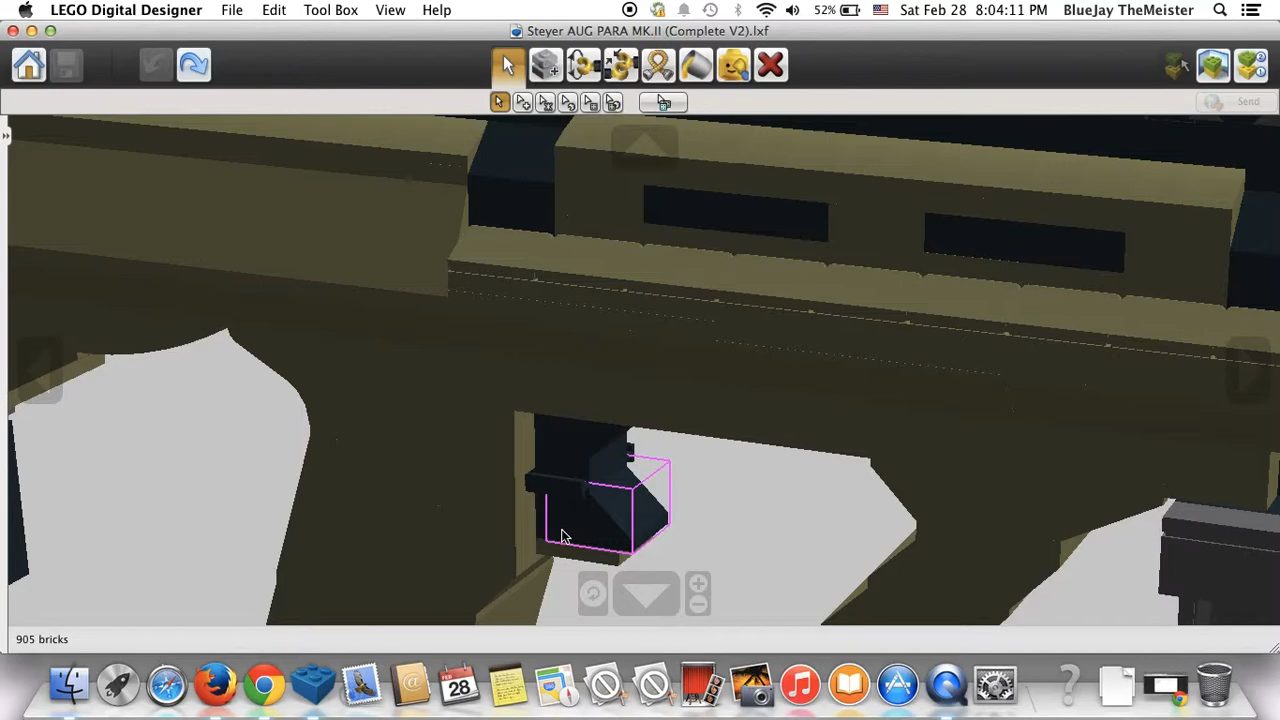 LEGO Digital Designer File Edit Tool Box View Help 52% Sat Feb 28 8:04:11 PM BlueJay TheMeister
Steyer AUG PARA MK.II (Complete V2).lxf
Send
905 bricks
FEB
28